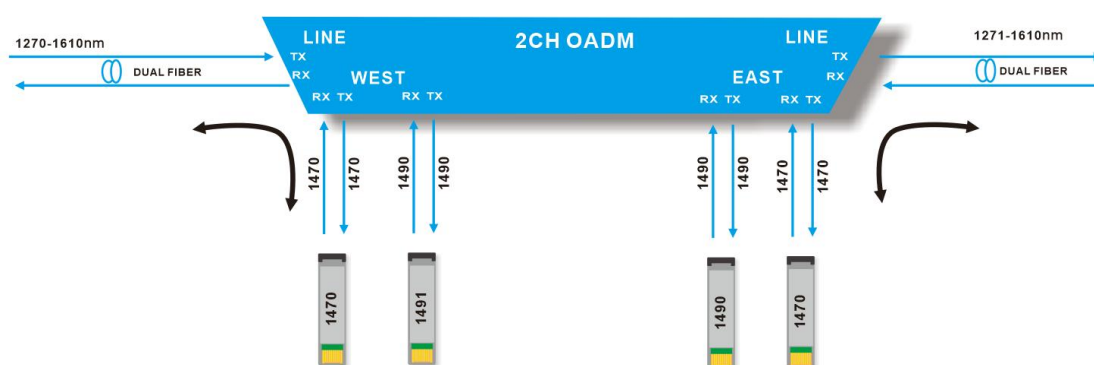 1270-1610nm
DUAL FIBER
LINE
TX
RX
WEST
RX TX
RX TX
2CH OADM
LINE
TX
RX
EAST
RX TX
RX TX
1271-1610nm
DUAL FIBER
1470
1470
1490
1490
1490
1490
1470
1470
1470
1491
1490
1470